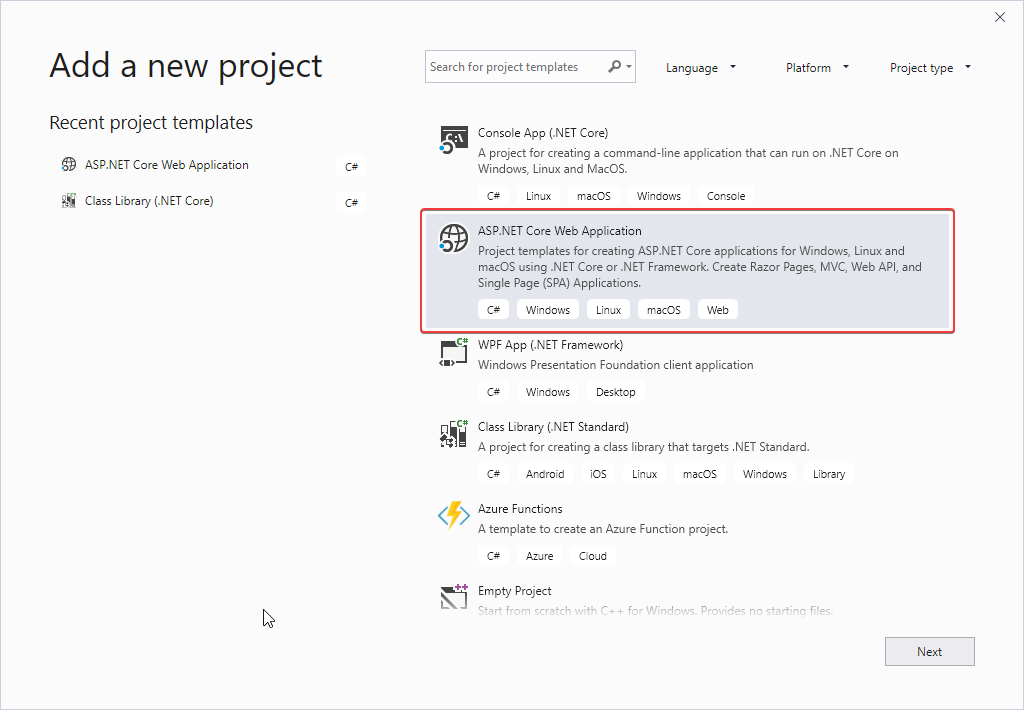 Add a new project
Search for project templates
Language
Platform
Project type
Recent project templates
ASP.NET Core Web Application
C#
Class Library (.NET Core)
C#
Console App (.NET Core)
A project for creating a command-line application that can run on .NET Core on
Windows, Linux and MacOS.
C# Linux macOS Windows Console
ASP.NET Core Web Application
Project templates for creating ASP.NET Core applications for Windows, Linux and
macOS using .NET Core or .NET Framework. Create Razor Pages, MVC, Web API, and
Single Page (SPA) Applications.
C# Windows Linux macOS Web
WPF App (.NET Framework)
Windows Presentation Foundation client application
C# Windows Desktop
Class Library (.NET Standard)
A project for creating a class library that targets .NET Standard.
C# Android iOS Linux macOS Windows Library
Azure Functions
A template to create an Azure Function project.
C# Azure Cloud
Empty Project
Start from scratch with C++ for Windows. Provides no starting files.
Next